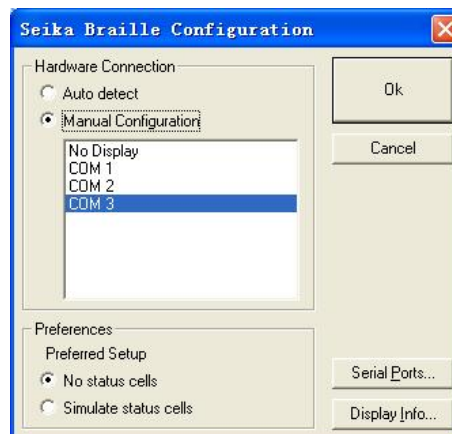 Seika Braille Configuration
Hardware Connection
Auto detect
Manual Configuration
No Display
COM 1
COM 2
COM 3
Preferences
Preferred Setup
No status cells
Simulate status cells
Ok
Cancel
Serial Ports...
Display Info...